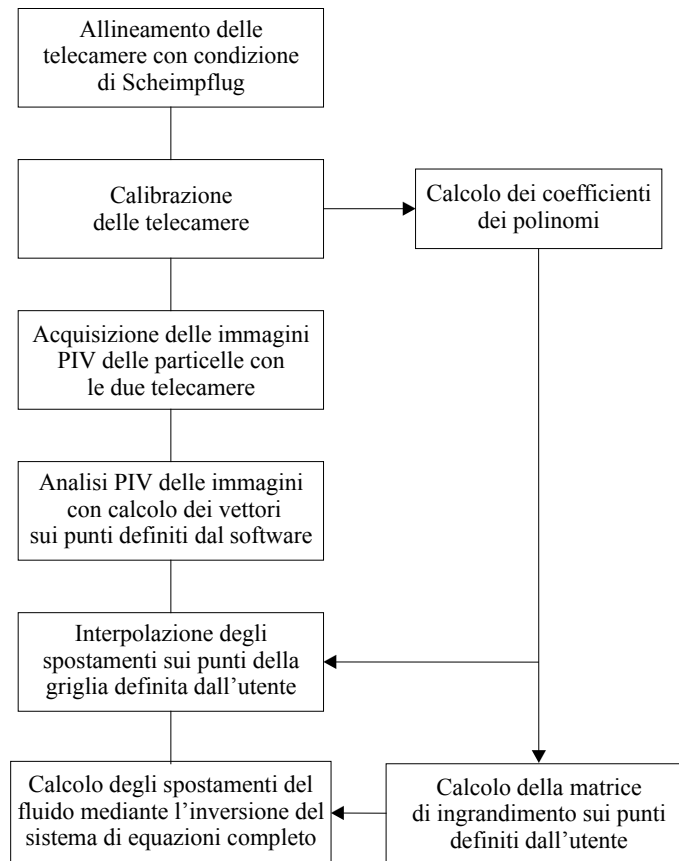 Allineamento delle
telecamere con condizione
di Scheimpflug
Calibrazione
delle telecamere
Calcolo dei coefficienti
dei polinomi
Acquisizione delle immagini
PIV delle particelle con
le due telecamere
Analisi PIV delle immagini
con calcolo dei vettori
sui punti definiti dal software
Interpolazione degli
spostamenti sui punti della
griglia definita dall'utente
Calcolo degli spostamenti del
fluido mediante l'inversione del
sistema di equazioni completo
Calcolo della matrice
di ingrandimento sui punti
definiti dall'utente